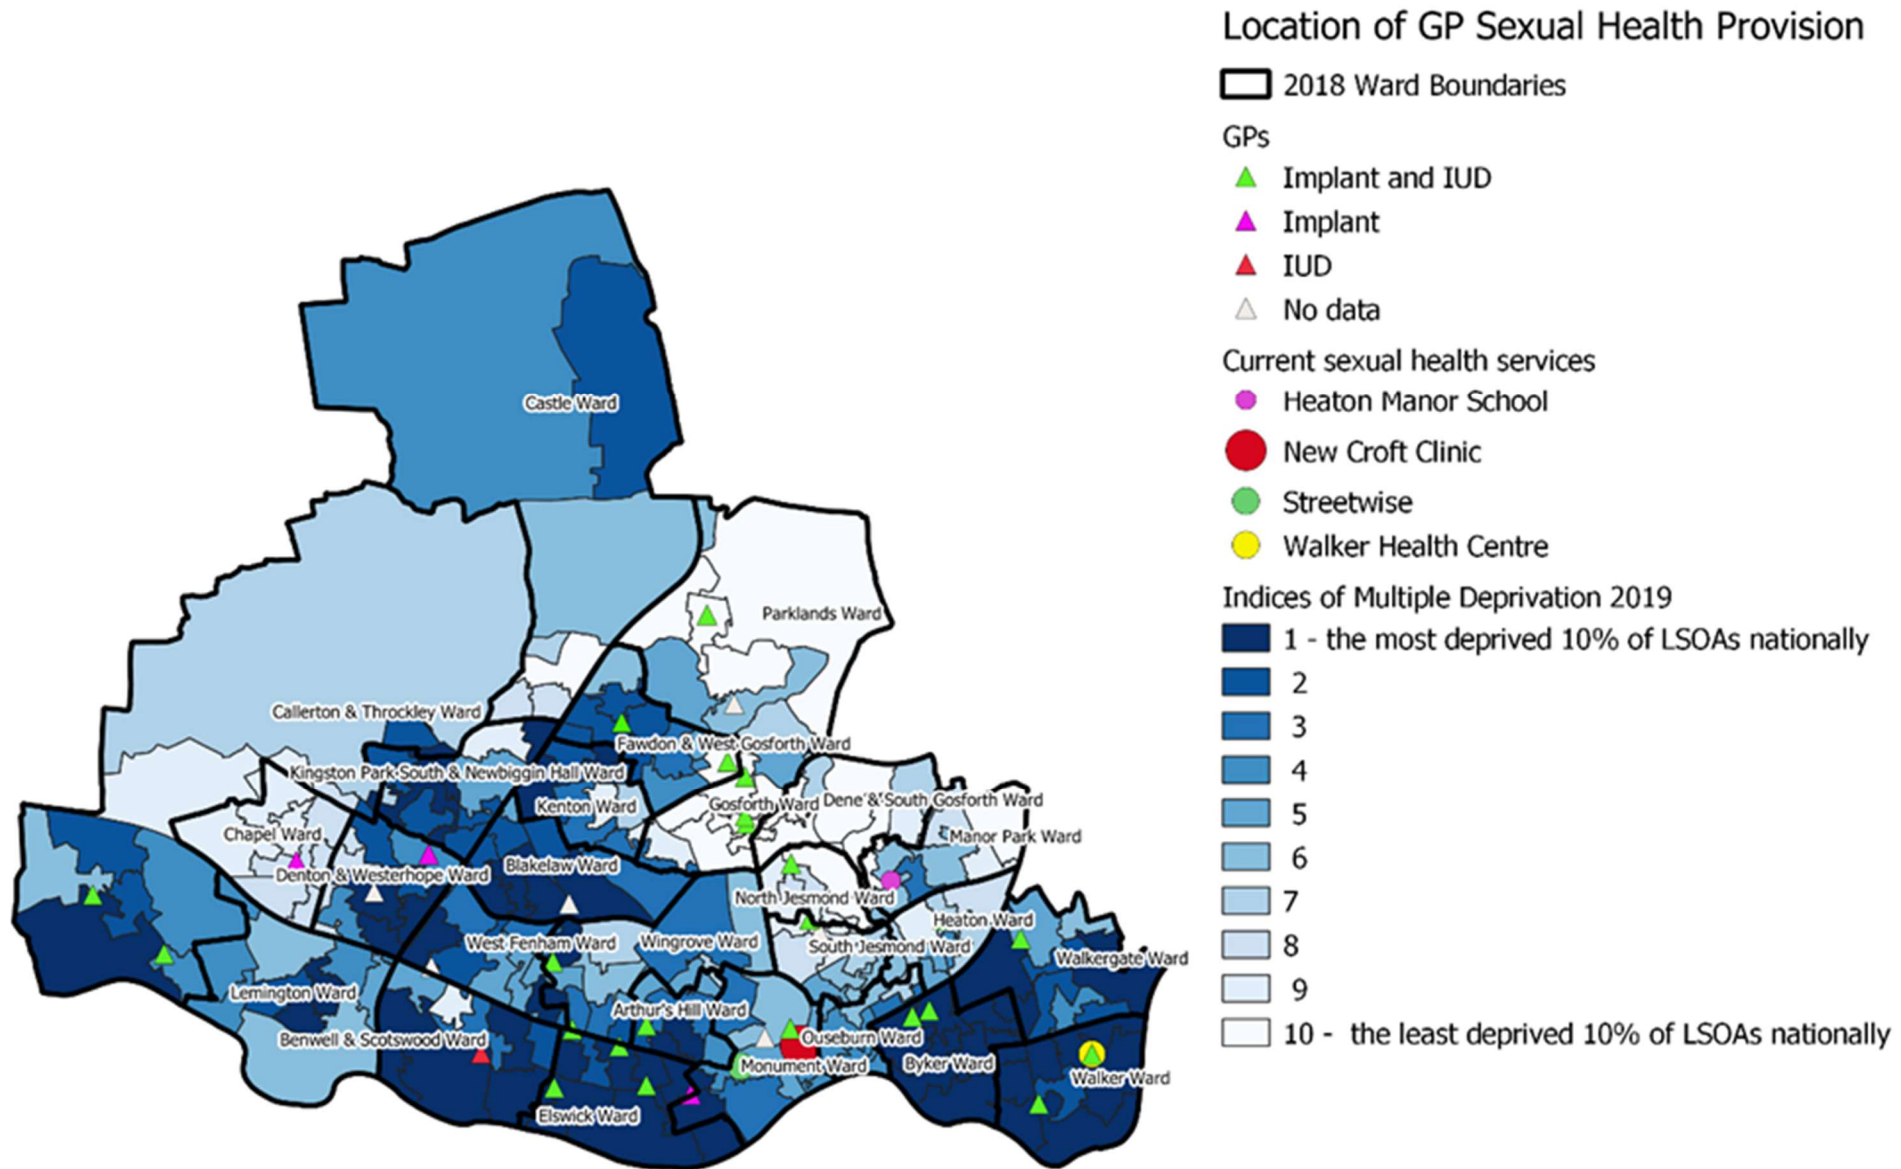 Location of GP Sexual Health Provision
2018 Ward Boundaries
GPs
Implant and IUD
Implant
IUD
No data
Current sexual health services
Heaton Manor School
New Croft Clinic
Streetwise
Walker Health Centre
Indices of Multiple Deprivation 2019
1 - the most deprived 10% of LSOAs nationally
2
3
4
5
6
7
8
9
10 - the least deprived 10% of LSOAs nationally
Castle Ward
Parklands Ward
Callerton & Throckley Ward
Fawdon & West Gosforth Ward
Kingston Park South & Newbiggin Hall Ward
Kenton Ward
Gosforth Ward
Dene & South Gosforth Ward
Chapel Ward
Manor Park Ward
Denton & Westerhope Ward
Blakelaw Ward
North Jesmond Ward
Heaton Ward
West Fenham Ward
Wingrove Ward
South Jesmond Ward
Walkergate Ward
Lemington Ward
Arthur's Hill Ward
Benwell & Scotswood Ward
Ouseburn Ward
Monument Ward
Byker Ward
Walker Ward
Elswick Ward